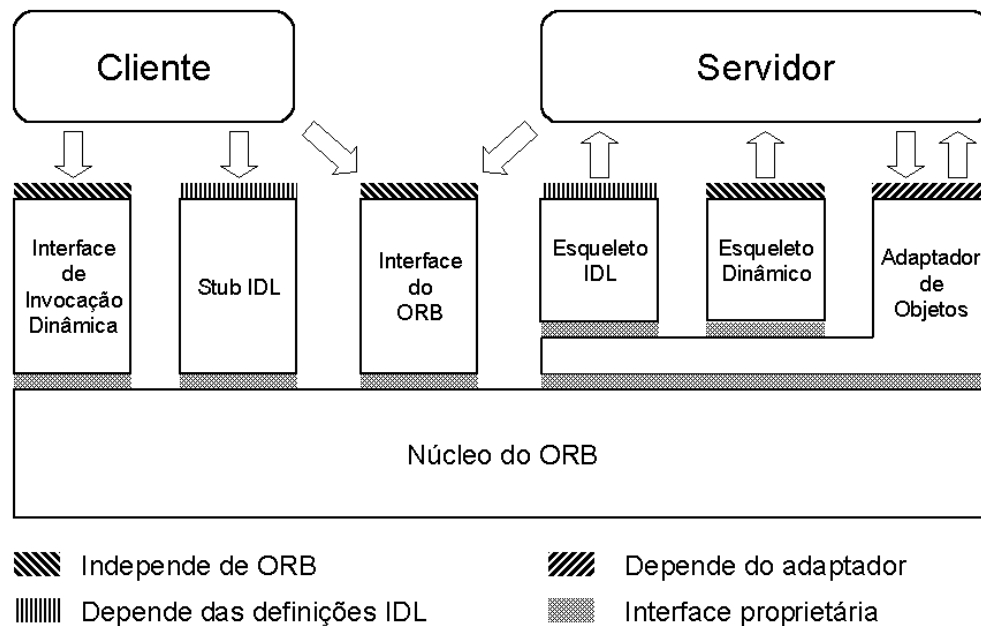 Cliente
Servidor
Interface
de
Invocação
Dinâmica
Stub IDL
Interface
do
ORB
Esqueleto
IDL
Esqueleto
Dinâmico
Adaptador
de
Objetos
Núcleo do ORB
Independe de ORB
Depende do adaptador
Depende das definições IDL
Interface proprietária